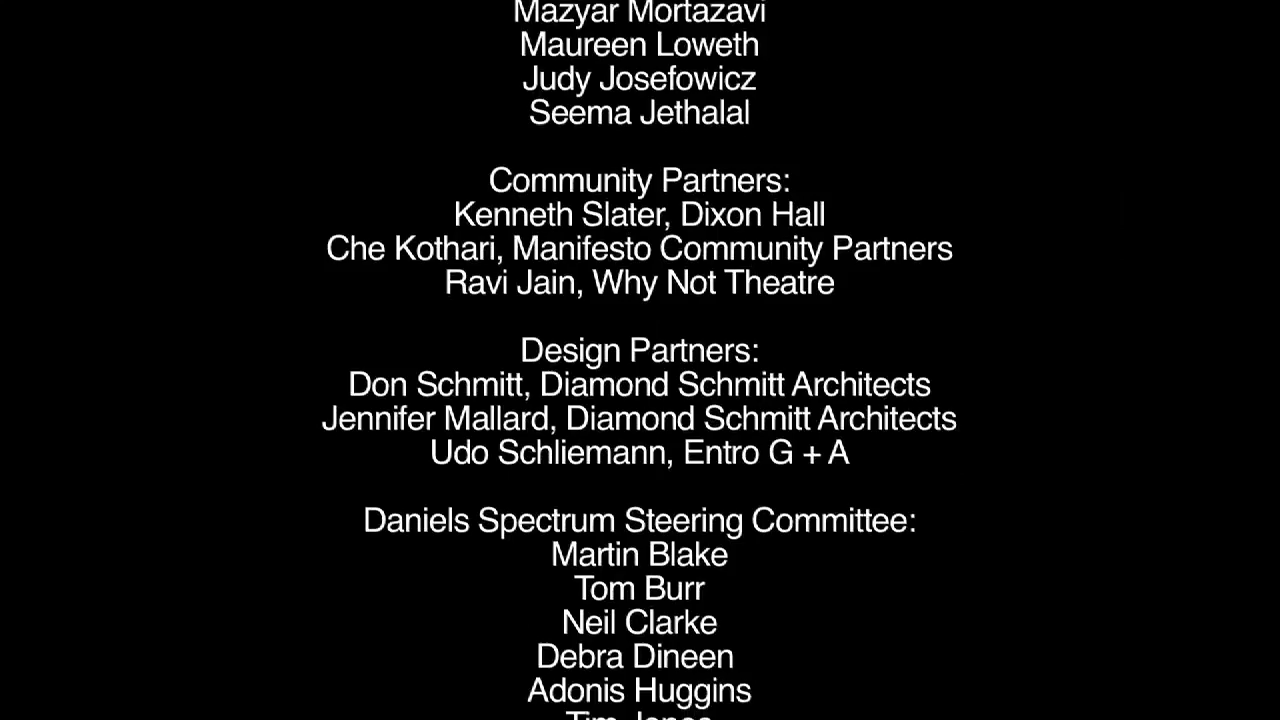 Mazyar Mortazavi
Maureen Loweth
Judy Josefowicz
Seema Jethalal
Community Partners:
Kenneth Slater, Dixon Hall
Che Kothari, Manifesto Community Partners
Ravi Jain, Why Not Theatre
Design Partners:
Don Schmitt, Diamond Schmitt Architects
Jennifer Mallard, Diamond Schmitt Architects
Udo Schliemann, Entro G + A
Daniels Spectrum Steering Committee:
Martin Blake
Tom Burr
Neil Clarke
Debra Dineen
Adonis Huggins
Tim Jones